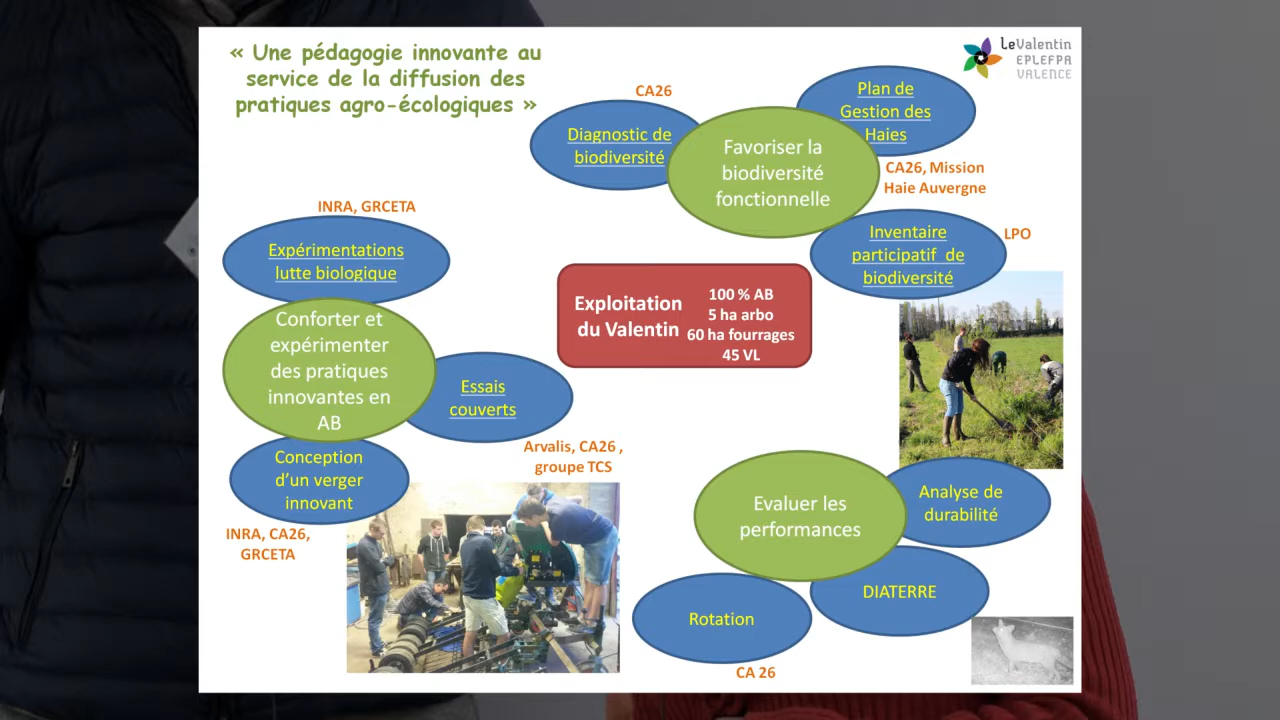 « Une pédagogie innovante au
service de la diffusion des
pratiques agro-écologiques »
LeValentin
EPLEFPA
VALENCE
CA26
Diagnostic de
biodiversité
Favoriser la
biodiversité
fonctionnelle
Plan de
Gestion des
Haies
CA26, Mission
Haie Auvergne
Inventaire
participatif de
biodiversité
LPO
INRA, GRCETA
Expérimentations
lutte biologique
Conforter et
expérimenter
des pratiques
innovantes en
AB
Essais
couverts
Arvalis, CA26 ,
groupe TCS
Conception
d'un verger
innovant
INRA, CA26,
GRCETA
Exploitation
du Valentin
100 % AB
5 ha arbo
60 ha fourrages
45 VL
Evaluer les
performances
Analyse de
durabilité
DIATERRE
Rotation
CA 26